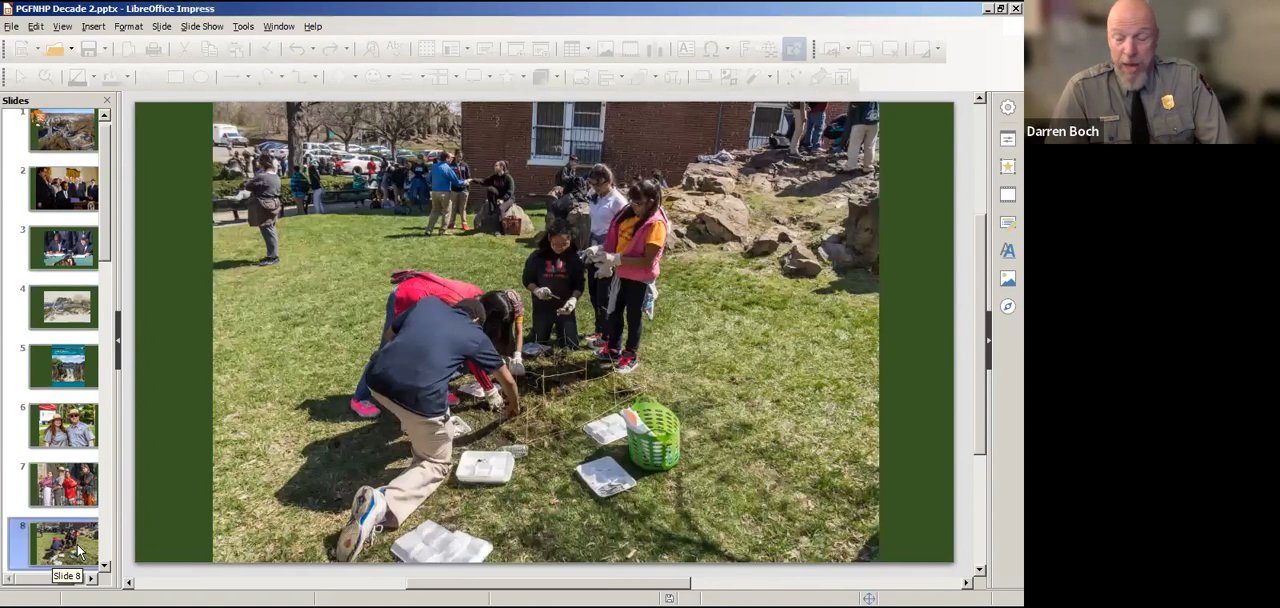 PGFNHP Decade 2.pptx - LibreOffice Impress
File Edit View Insert Format Slide Slide Show Tools Window Help
Slides
1
2
3
4
5
6
7
8
Slide 8
Darren Boch